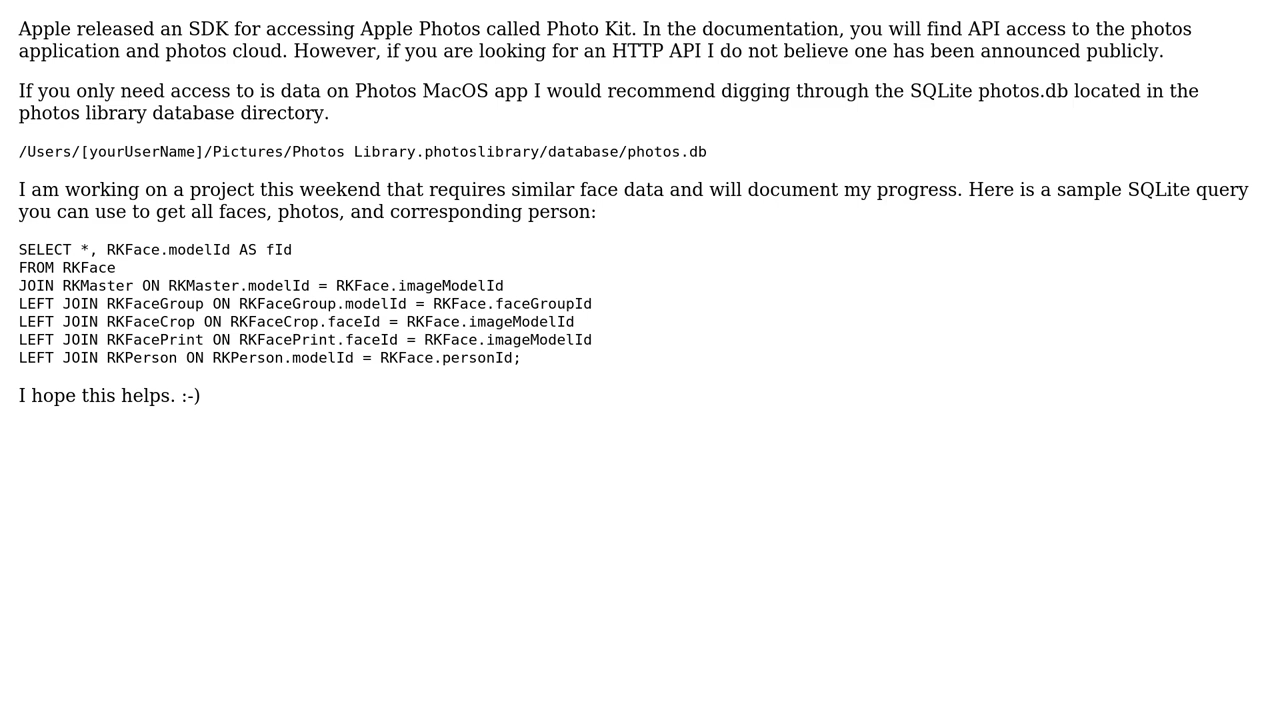 Apple released an SDK for accessing Apple Photos called Photo Kit. In the documentation, you will find API access to the photos
application and photos cloud. However, if you are looking for an HTTP API I do not believe one has been announced publicly.
If you only need access to is data on Photos MacOS app I would recommend digging through the SQLite photos.db located in the
photos library database directory.
/Users/[yourUserName]/Pictures/Photos Library.photoslibrary/database/photos.db
I am working on a project this weekend that requires similar face data and will document my progress. Here is a sample SQLite query
you can use to get all faces, photos, and corresponding person:
SELECT *, RKFace.modelId AS fId
FROM RKFace
JOIN RKMaster ON RKMaster.modelId = RKFace.imageModelId
LEFT JOIN RKFaceGroup ON RKFaceGroup.modelId = RKFace.faceGroupId
LEFT JOIN RKFaceCrop ON RKFaceCrop.faceId = RKFace.imageModelId
LEFT JOIN RKFacePrint ON RKFacePrint.faceId = RKFace.imageModelId
LEFT JOIN RKPerson ON RKPerson.modelId = RKFace.personId;
I hope this helps. :-)